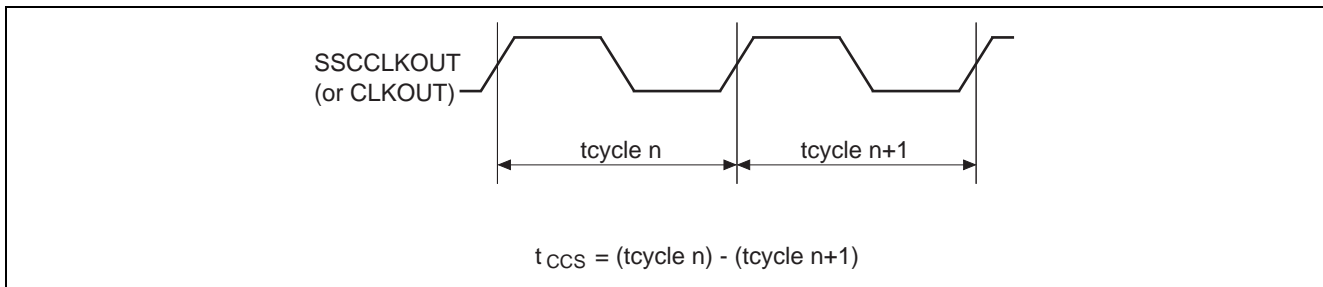 SSCCLKOUT
(or CLKOUT)
tcycle n
tcycle n+1
t CCS = (tcycle n) - (tcycle n+1)